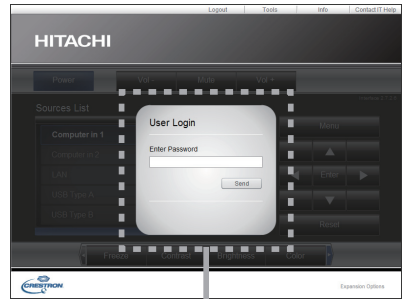 Logout Tools Info Contact IT Help
HITACHI
Power Vol - Mute Vol +
Sources List
Computer in 1
Computer in 2
LAN
USB Type A
USB Type B
User Login
Enter Password
Send
Menu
Enter
Reset
Freeze Contrast Brightness Color
CRESTRON
Expansion Options